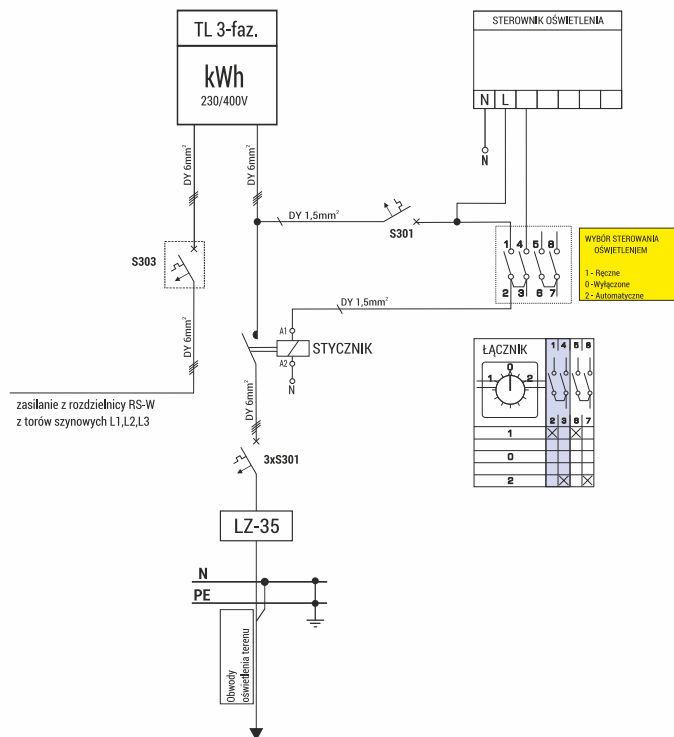 TL 3-faz.
kWh
230/400V
STEROWNIK OŚWIETLENIA
N L
N
DY 6mm²
DY 6mm²
DY 1,5mm²
S301
S303
1 4 5 8
2 3 6 7
WYBÓR STEROWANIA
OŚWIETLENIEM
1 - Ręczne
0 -Wyłączone
2 - Automatyczne
DY 1,5mm²
A1
STYCZNIK
A2
N
DY 6mm²
DY 6mm²
zasilanie z rozdzielnicy RS-W
z torów szynowych L1,L2,L3
3xS301
ŁĄCZNIK
0
1 2
1 4 5 8
2 3 6 7
1
0
2
LZ-35
N
PE
Obwody
oświetlenia terenu